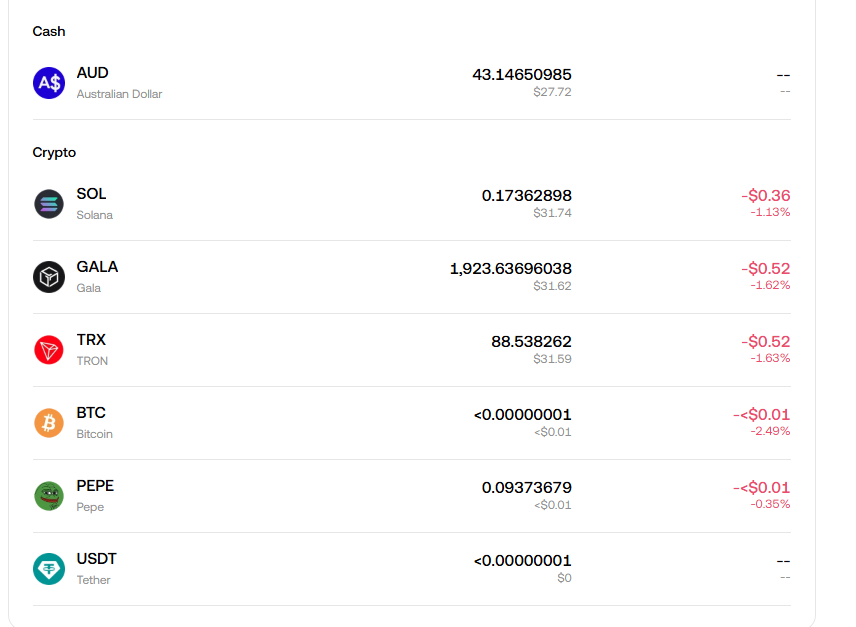 Cash
A$
AUD
43.14650985
--
Australian Dollar
$27.72
--
Crypto
SOL
0.17362898
-$0.36
Solana
$31.74
-1.13%
GALA
1,923.63696038
-$0.52
Gala
$31.62
-1.62%
TRX
88.538262
-$0.52
TRON
$31.59
-1.63%
BTC
<0.00000001
-<$0.01
Bitcoin
<$0.01
-2.49%
PEPE
0.09373679
-<$0.01
Pepe
<$0.01
-0.35%
USDT
<0.00000001
--
Tether
$0
--